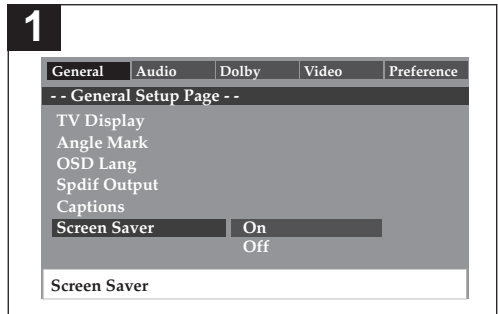 1
General Audio Dolby Video Preference
- - General Setup Page - -
TV Display
Angle Mark
OSD Lang
Spdif Output
Captions
Screen Saver On
Off
Screen Saver